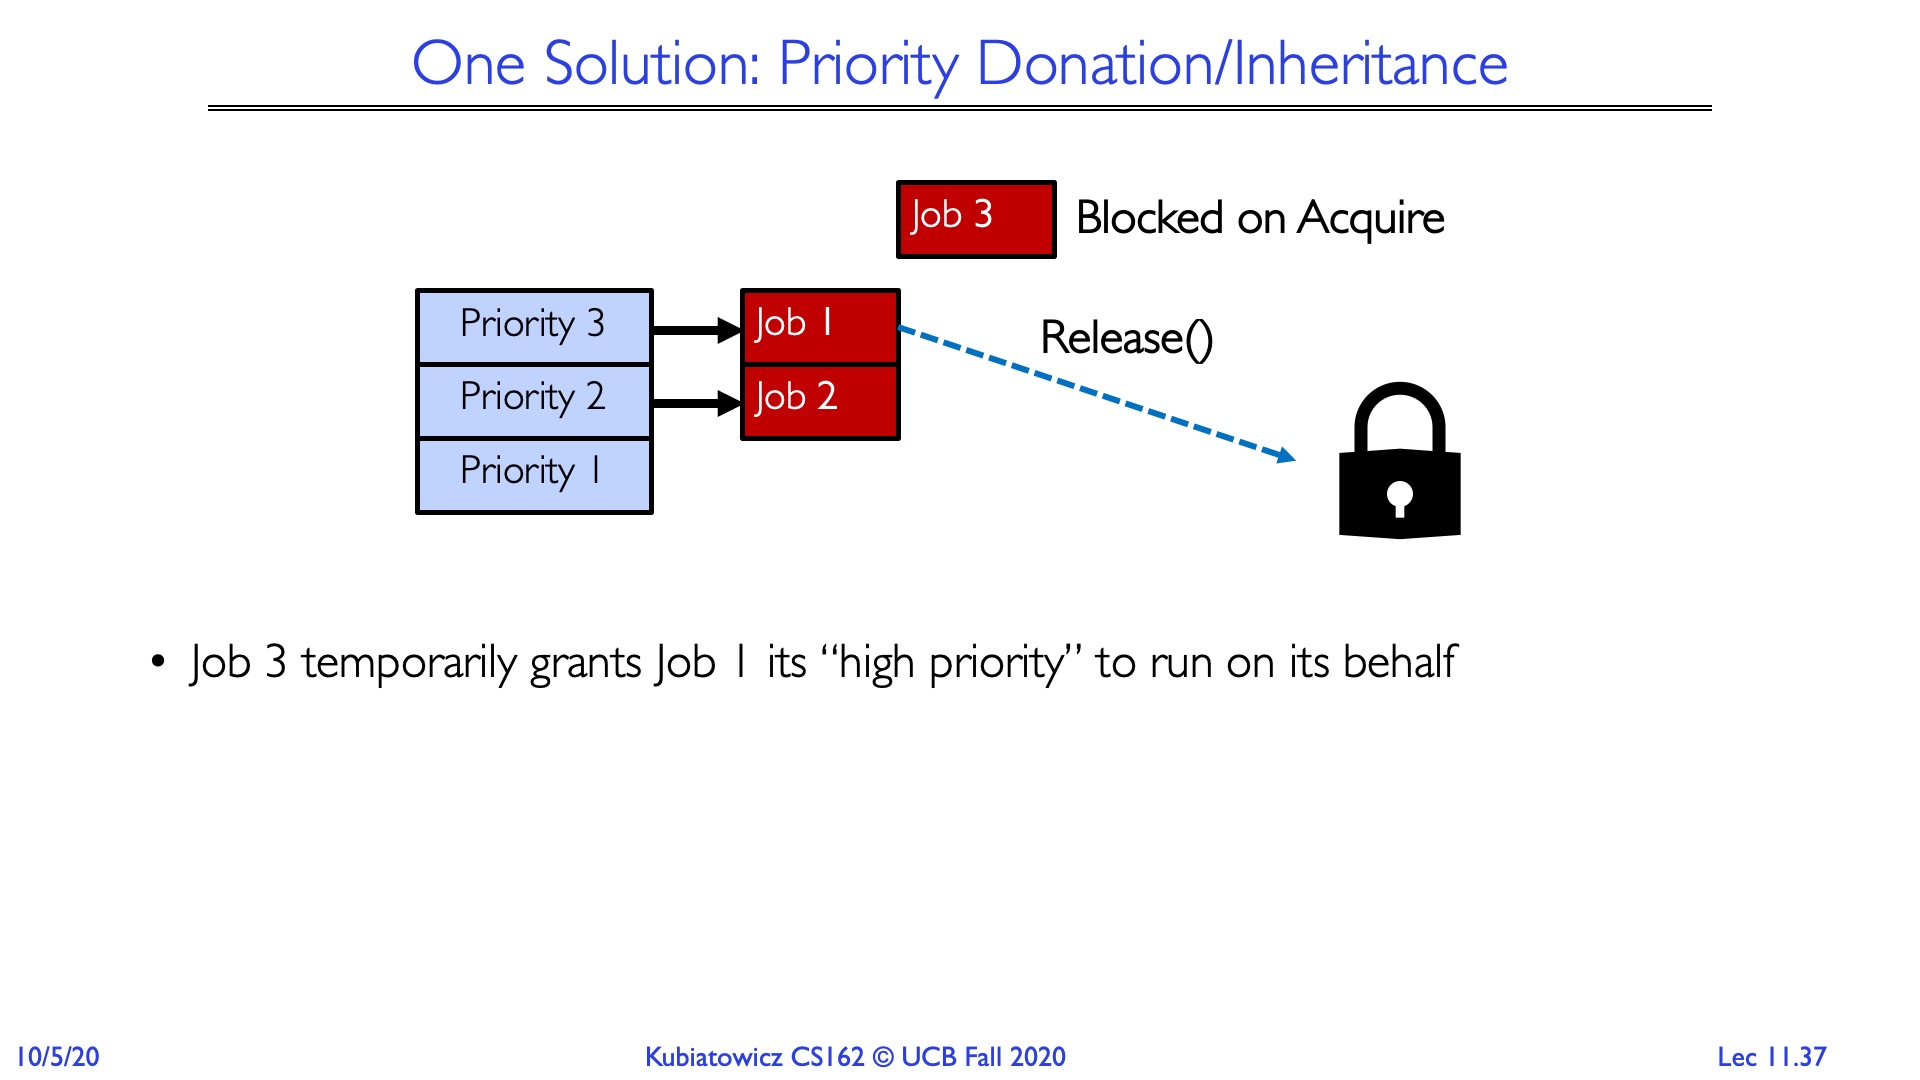 One Solution: Priority Donation/Inheritance
Job 3
Blocked on Acquire
Priority 3
Job 1
Release()
Priority 2
Job 2
Priority 1
• Job 3 temporarily grants Job 1 its “high priority” to run on its behalf
10/5/20
Kubiatowicz CS162 © UCB Fall 2020
Lec 11.37